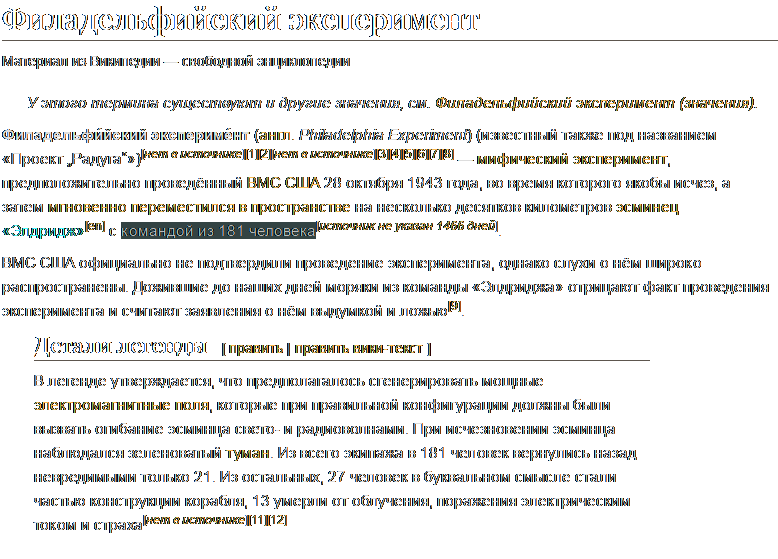 Филадельфийский эксперимент
Материал из Википедии — свободной энциклопедии
У этого термина существуют и другие значения, см. Филадельфийский эксперимент (значения).
Филадельфи́йский экспериме́нт (англ. Philadelphia Experiment) (известный также под названием
«Проект „Радуга“»)[нет в источнике][1][2][нет в источнике][3][4][5][6][7][8] — мифический эксперимент,
предположительно проведённый ВМС США 28 октября 1943 года, во время которого якобы исчез, а
затем мгновенно переместился в пространстве на несколько десятков километров эсминец
«Элдридж»[en] с командой из 181 человека[источник не указан 1466 дней].
ВМС США официально не подтвердили проведение эксперимента, однако слухи о нём широко
распространены. Дожившие до наших дней моряки из команды «Элдриджа» отрицают факт проведения
эксперимента и считают заявления о нём выдумкой и ложью[9].
Детали легенды [ править | править вики-текст ]
В легенде утверждается, что предполагалось сгенерировать мощные
электромагнитные поля, которые при правильной конфигурации должны были
вызвать огибание эсминца свето- и радиоволнами. При исчезновении эсминца
наблюдался зеленоватый туман. Из всего экипажа в 181 человек вернулись назад
невредимыми только 21. Из остальных, 27 человек в буквальном смысле стали
частью конструкции корабля, 13 умерли от облучения, поражения электрическим
током и страха[нет в источнике][11][12]